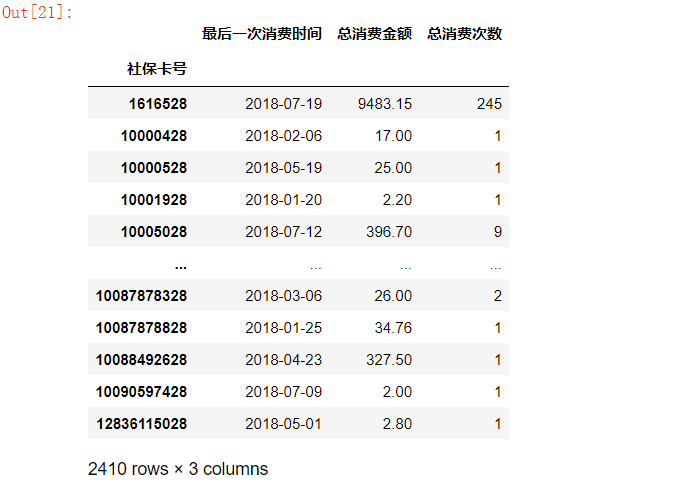 Out[21]:
最后一次消费时间 总消费金额 总消费次数
社保卡号
1616528 2018-07-19 9483.15 245
10000428 2018-02-06 17.00 1
10000528 2018-05-19 25.00 1
10001928 2018-01-20 2.20 1
10005028 2018-07-12 396.70 9
... ... ... ...
10087878328 2018-03-06 26.00 2
10087878828 2018-01-25 34.76 1
10088492628 2018-04-23 327.50 1
10090597428 2018-07-09 2.00 1
12836115028 2018-05-01 2.80 1
2410 rows × 3 columns